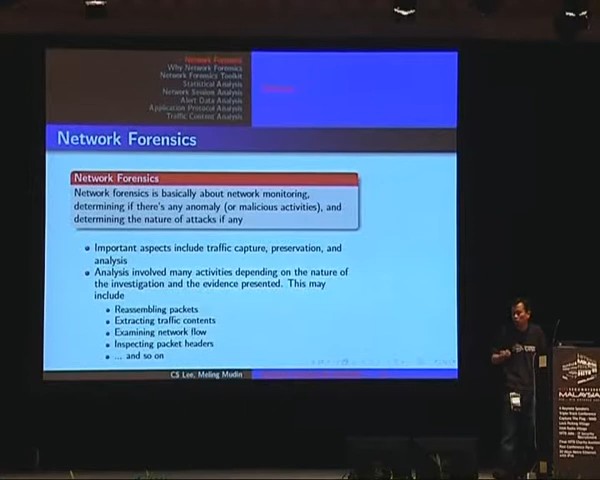 Network Forensics
Why Network Forensics
Network Forensics Toolkit
Statistical Analysis
Network Session Analysis
Alert Data Analysis
Application Protocol Analysis
Traffic Content Analysis
Network Forensics
Network Forensics
Network forensics is basically about network monitoring,
determining if there's any anomaly (or malicious activities), and
determining the nature of attacks if any
Important aspects include traffic capture, preservation, and
analysis
Analysis involved many activities depending on the nature of
the investigation and the evidence presented. This may
include
Reassembling packets
Extracting traffic contents
Examining network flow
Inspecting packet headers
... and so on
CS Lee, Meling Mudin
MALAYSIA